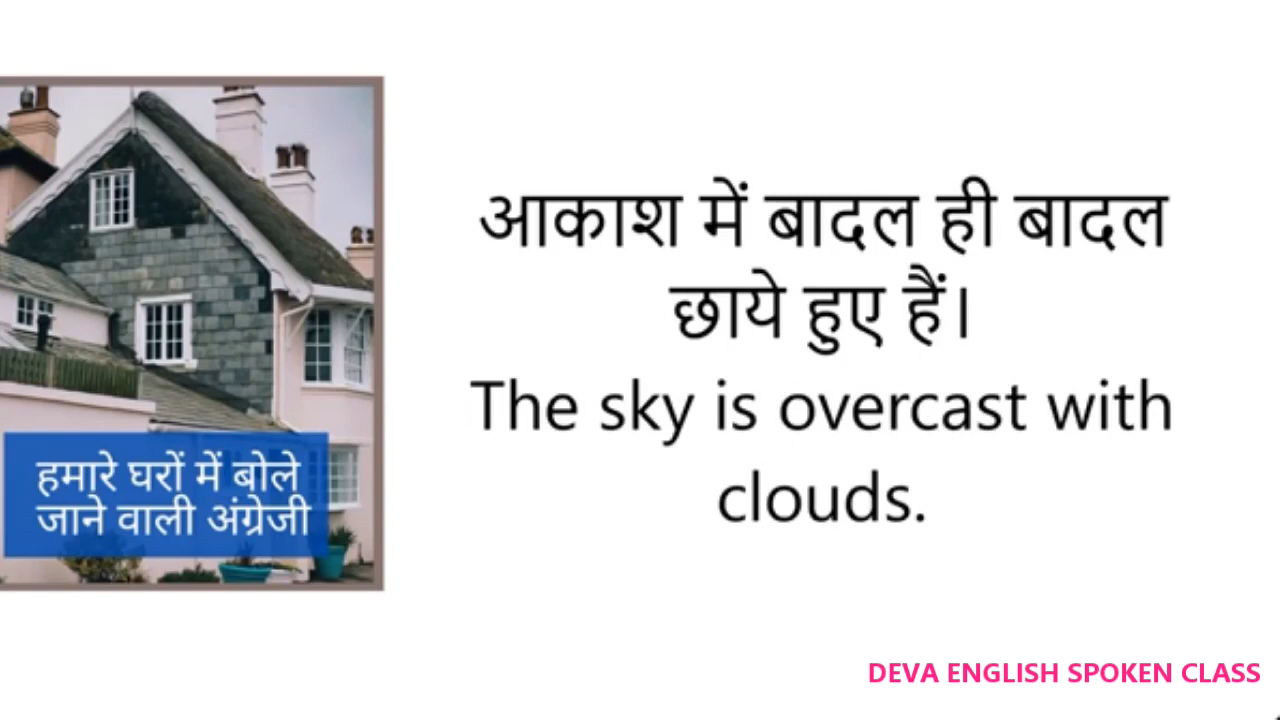 हमारे घरों में बोले
जाने वाली अंग्रेजी
आकाश में बादल ही बादल
छाये हुए हैं।
The sky is overcast with
clouds.
DEVA ENGLISH SPOKEN CLASS